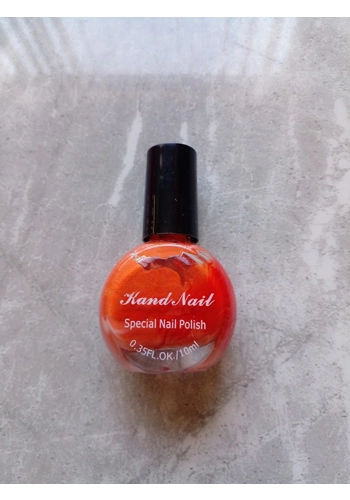 Kand Nail
Special Nail Polish
0.35FL.OK./10ml